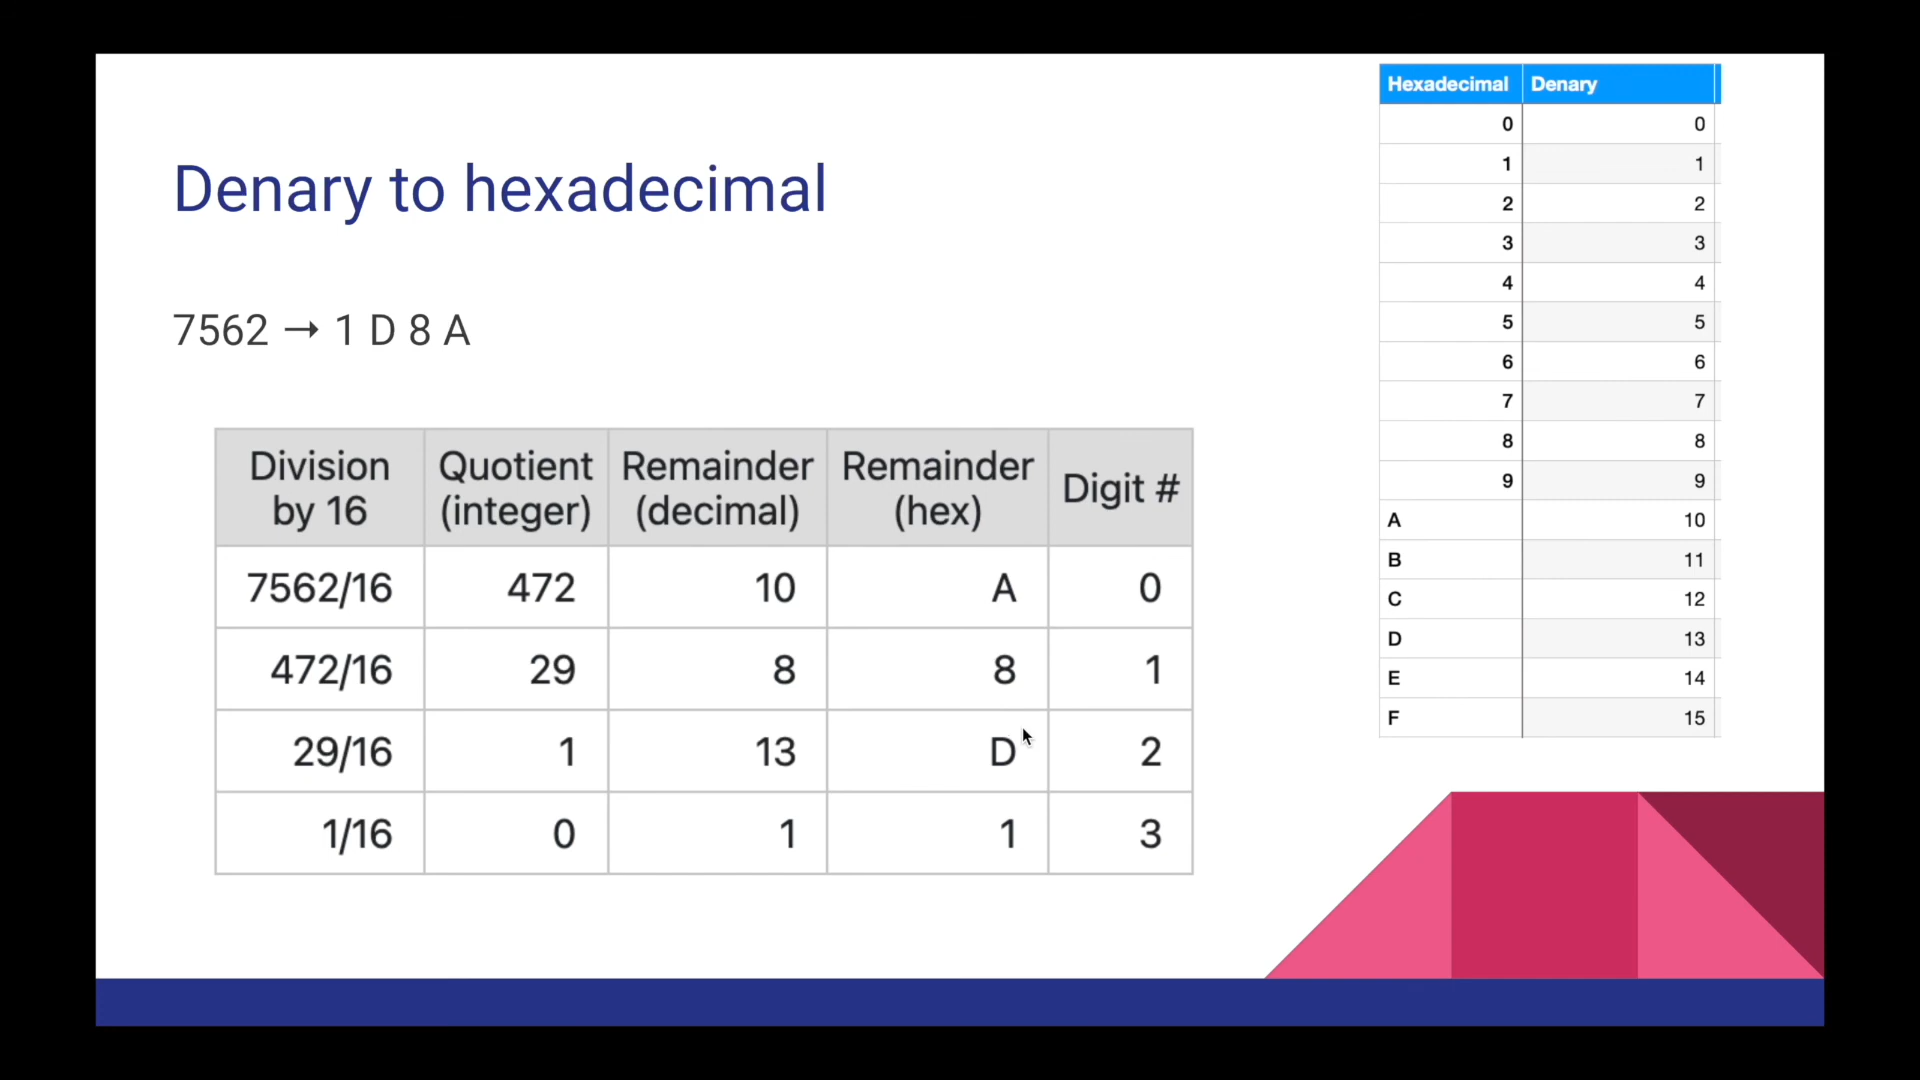 Denary to hexadecimal
7562 → 1 D 8 A
Division by 16 Quotient (integer) Remainder (decimal) Remainder (hex) Digit #
7562/16 472 10 A 0
472/16 29 8 8 1
29/16 1 13 D 2
1/16 0 1 1 3
Hexadecimal Denary
0 0
1 1
2 2
3 3
4 4
5 5
6 6
7 7
8 8
9 9
A 10
B 11
C 12
D 13
E 14
F 15